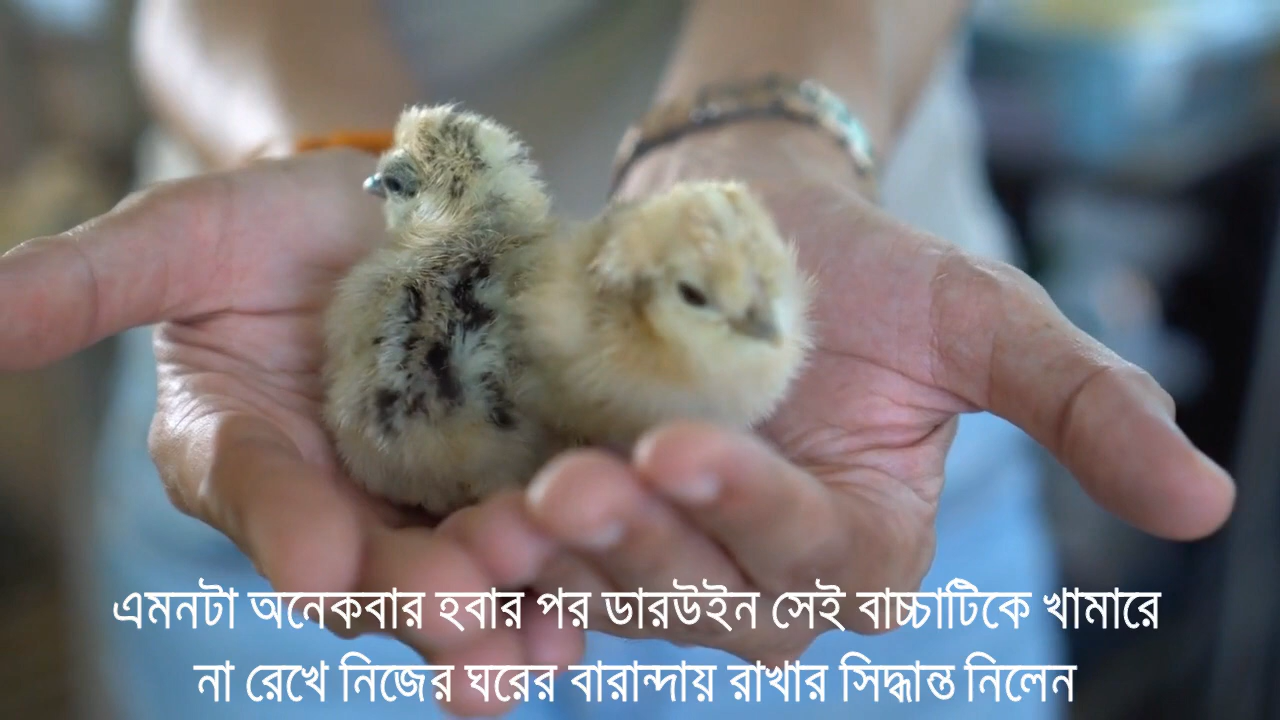 এমনটা অনেকবার হবার পর ডারউইন সেই বাচ্চাটিকে খামারে
না রেখে নিজের ঘরের বারান্দায় রাখার সিদ্ধান্ত নিলেন